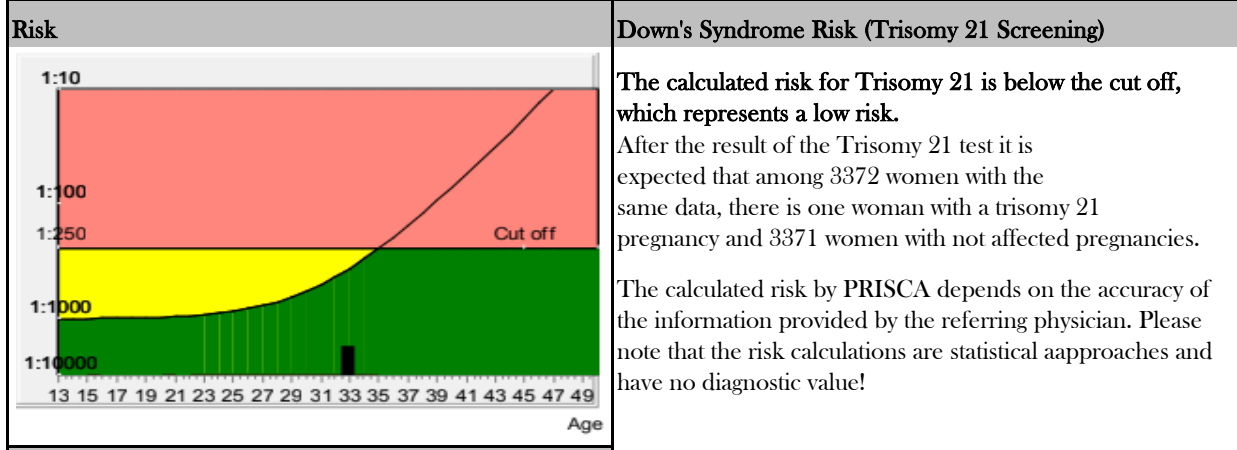 Risk
1:10
1:100
1:250
Cut off
1:1000
1:10000
13 15 17 19 21 23 25 27 29 31 33 35 37 39 41 43 45 47 49
Age
Down's Syndrome Risk (Trisomy 21 Screening)
The calculated risk for Trisomy 21 is below the cut off,
which represents a low risk.
After the result of the Trisomy 21 test it is
expected that among 3372 women with the
same data, there is one woman with a trisomy 21
pregnancy and 3371 women with not affected pregnancies.
The calculated risk by PRISCA depends on the accuracy of
the information provided by the referring physician. Please
note that the risk calculations are statistical aapproaches and
have no diagnostic value!